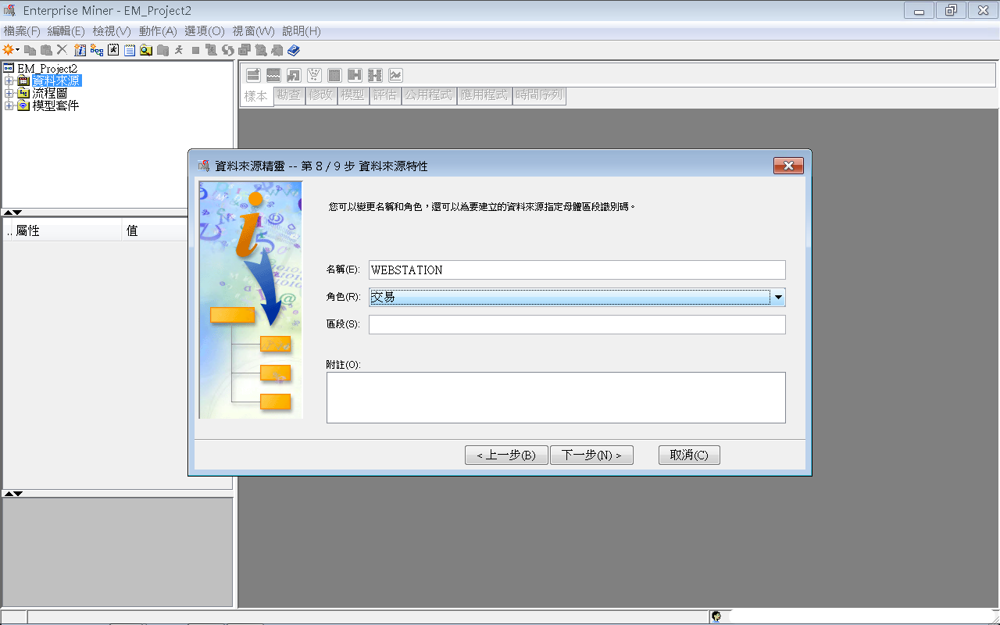 Enterprise Miner - EM_Project2
檔案(F) 編輯(E) 檢視(V) 動作(A) 選項(O) 視窗(W) 說明(H)
EM_Project2
資料來源
流程圖
模型套件
樣本 勘查 修改 模型 評估 公用程式 應用程式 時間序列
.. 屬性 值
資料來源精靈 -- 第 8 / 9 步 資料來源特性
您可以變更名稱和角色，還可以為要建立的資料來源指定母體區段識別碼。
名稱(E): WEBSTATION
角色(R): 交易
區段(S):
附註(O):
< 上一步(B) 下一步(N) > 取消(C)